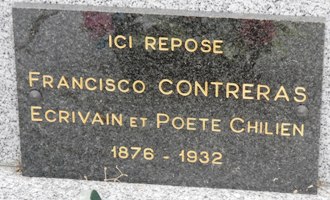 ICI REPOSE
FRANCISCO CONTRERAS
ECRIVAIN ET POETE CHILIEN
1876 - 1932